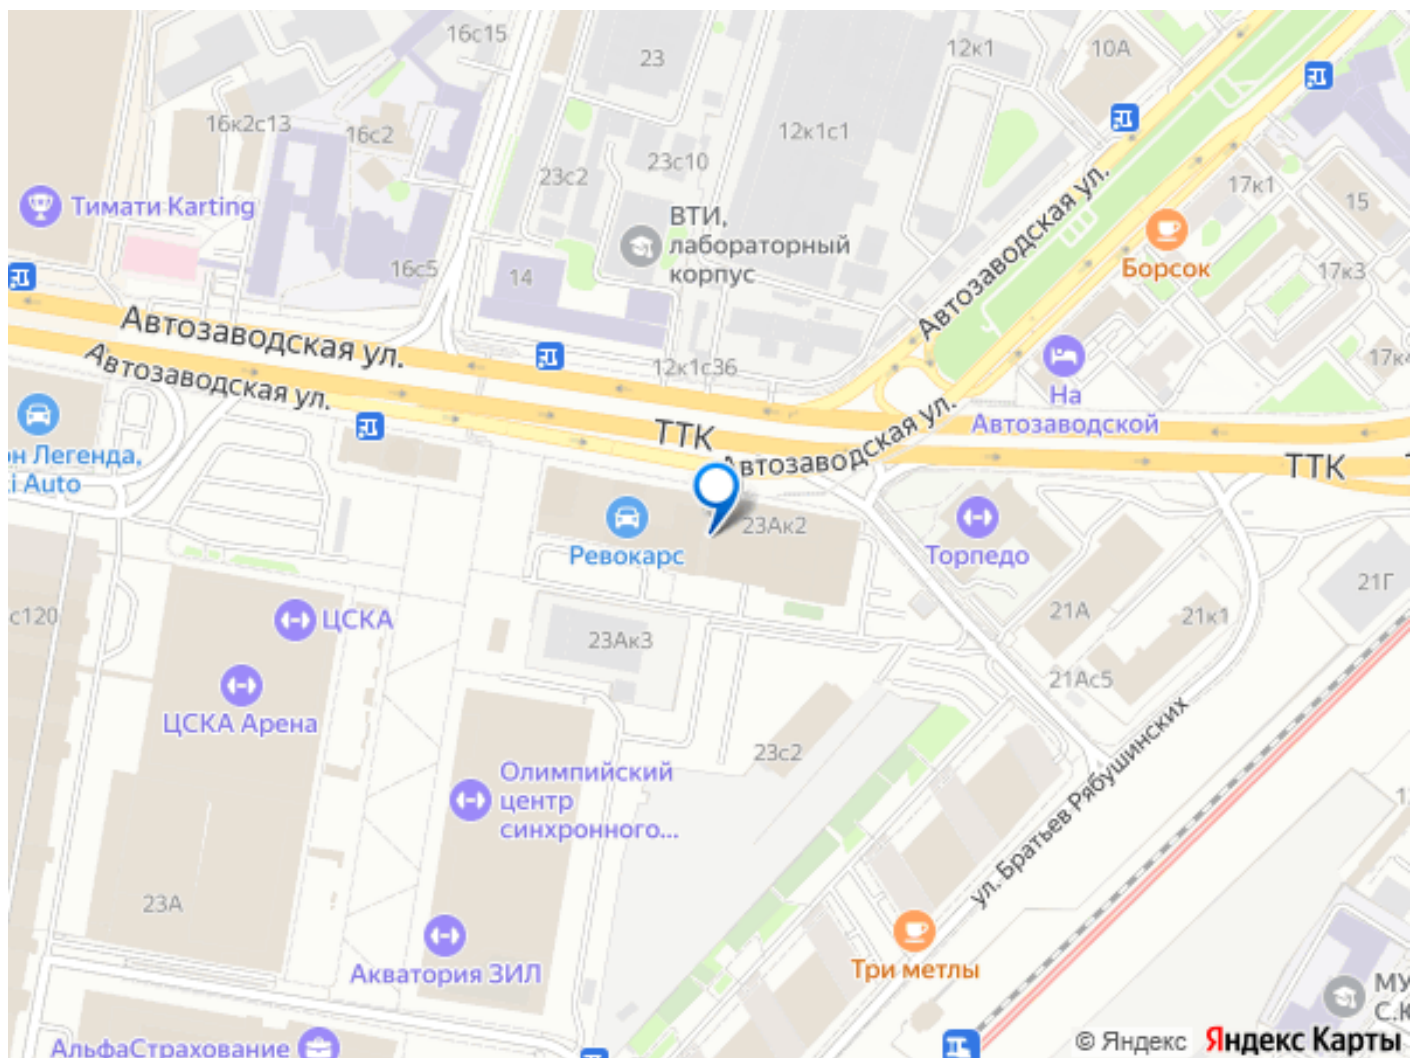 16с15
23
12к1
10А
16к2с13
16с2
12к1с1
23с10
23с2
17к1
15
Тимати Karting
ВТИ,
лабораторный
корпус
Автозаводская ул.
Борсок
17к3
16с5
14
Автозаводская ул.
Автозаводская ул.
12к1с36
На
Автозаводской
ТТК
Автозаводская ул.
ТТК
н Легенда,
i Auto
Ревокарс
23Ак2
Торпедо
21Г
с120
ЦСКА
23Ак3
21А
21к1
ЦСКА Арена
21Ас5
23с2
Олимпийский
центр
синхронного...
ул. Братьев Рябушинских
23А
Акватория ЗИЛ
Три метлы
МУ
С.Ю
АльфаСтрахование
© Яндекс Яндекс Карты